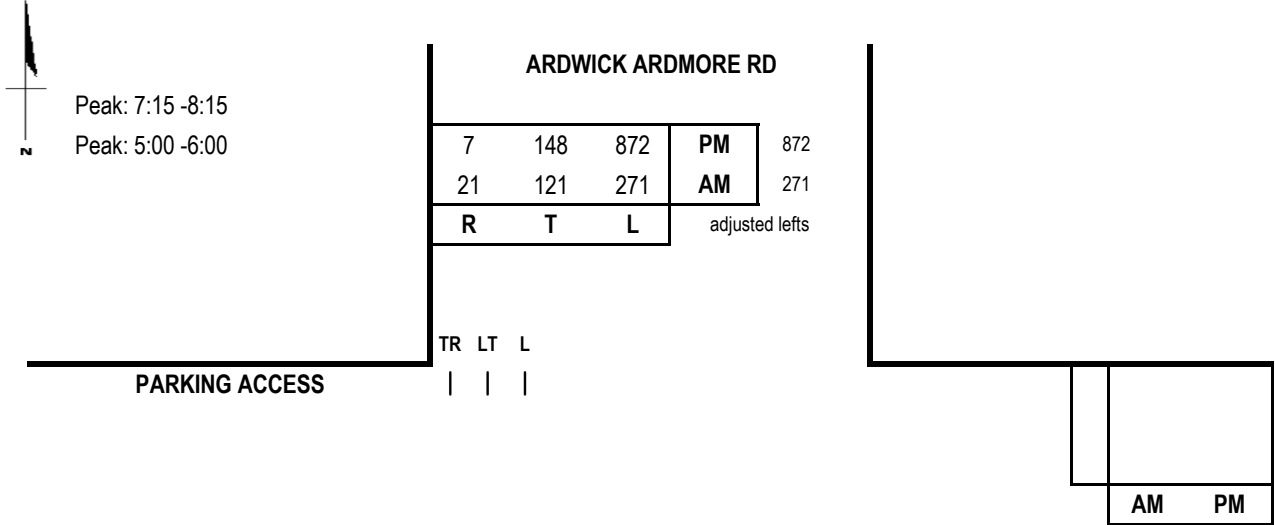 ARDWICK ARDMORE RD
Peak: 7:15 -8:15
Peak: 5:00 -6:00
N
7 148 872 PM 872
21 121 271 AM 271
R T L adjusted lefts
TR LT L
PARKING ACCESS
AM PM